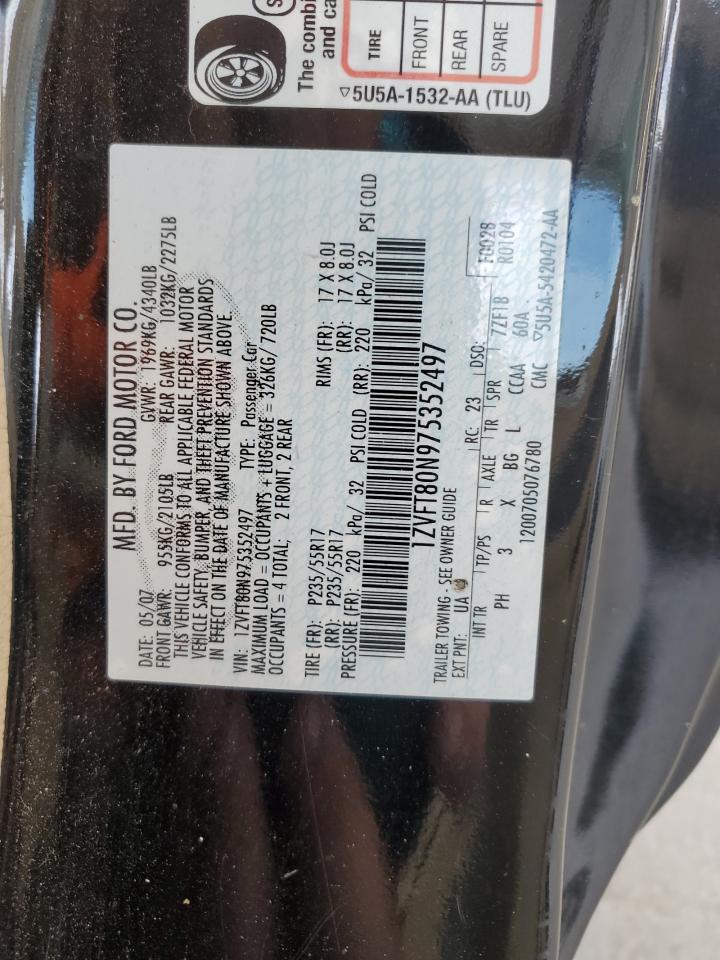 The combi
and ca
TIRE
FRONT
REAR
SPARE
▽5U5A-1532-AA (TLU)
MFD. BY FORD MOTOR CO.
DATE: 05/07 GVWR: 1969KG/4340LB
FRONT GAWR: 955KG/2105LB REAR GAWR: 1032KG/2275LB
THIS VEHICLE CONFORMS TO ALL APPLICABLE FEDERAL MOTOR
VEHICLE SAFETY, BUMPER, AND THEFT PREVENTION STANDARDS
IN EFFECT ON THE DATE OF MANUFACTURE SHOWN ABOVE.
VIN: 1ZVFT80N975352497 TYPE: Passenger Car
MAXIMUM LOAD = OCCUPANTS + LUGGAGE = 326KG/ 720LB
OCCUPANTS = 4 TOTAL; 2 FRONT, 2 REAR
TIRE (FR): P235/55R17 RIMS (FR): 17 X 8.0J
(RR): P235/55R17 (RR): 17 X 8.0J
PRESSURE (FR): 220 kPa/ 32 PSI COLD (RR): 220 kPa/ 32 PSI COLD
1ZVFT80N975352497
TRAILER TOWING - SEE OWNER GUIDE
EXT PNT: UA RC: 23 DSO: F0028
INT TR TP/PS R AXLE TR SPR 7ZF1B R0104
PH 3 X BG L CCAA 60A
1200705076780 CMC ▽5U5A-5420472-AA